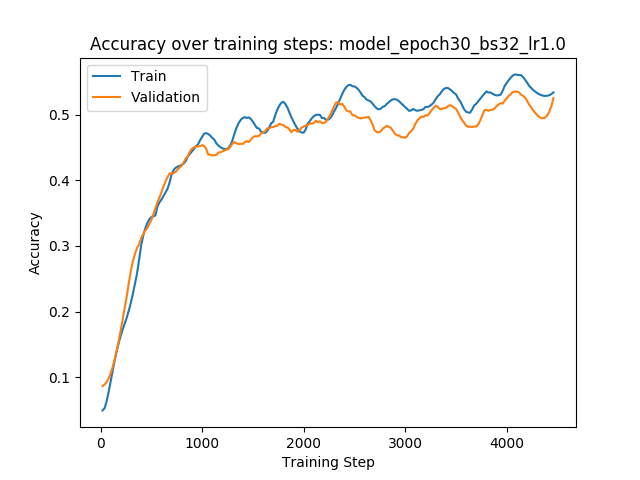 Accuracy over training steps: model_epoch30_bs32_lr1.0
Train
Validation
0.5
0.4
0.3
0.2
0.1
Accuracy
0 1000 2000 3000 4000
Training Step